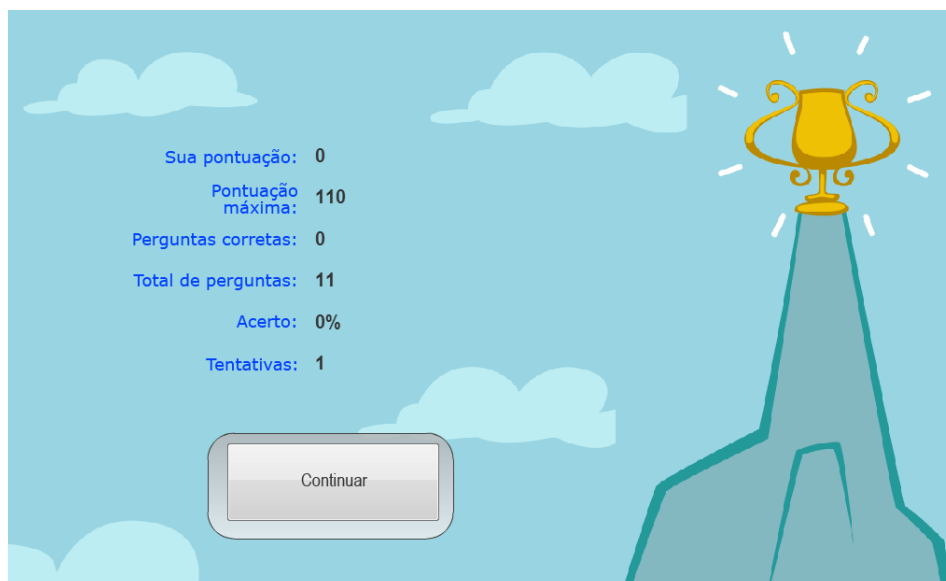 Sua pontuação: 0
Pontuação
máxima: 110
Perguntas corretas: 0
Total de perguntas: 11
Acerto: 0%
Tentativas: 1
Continuar